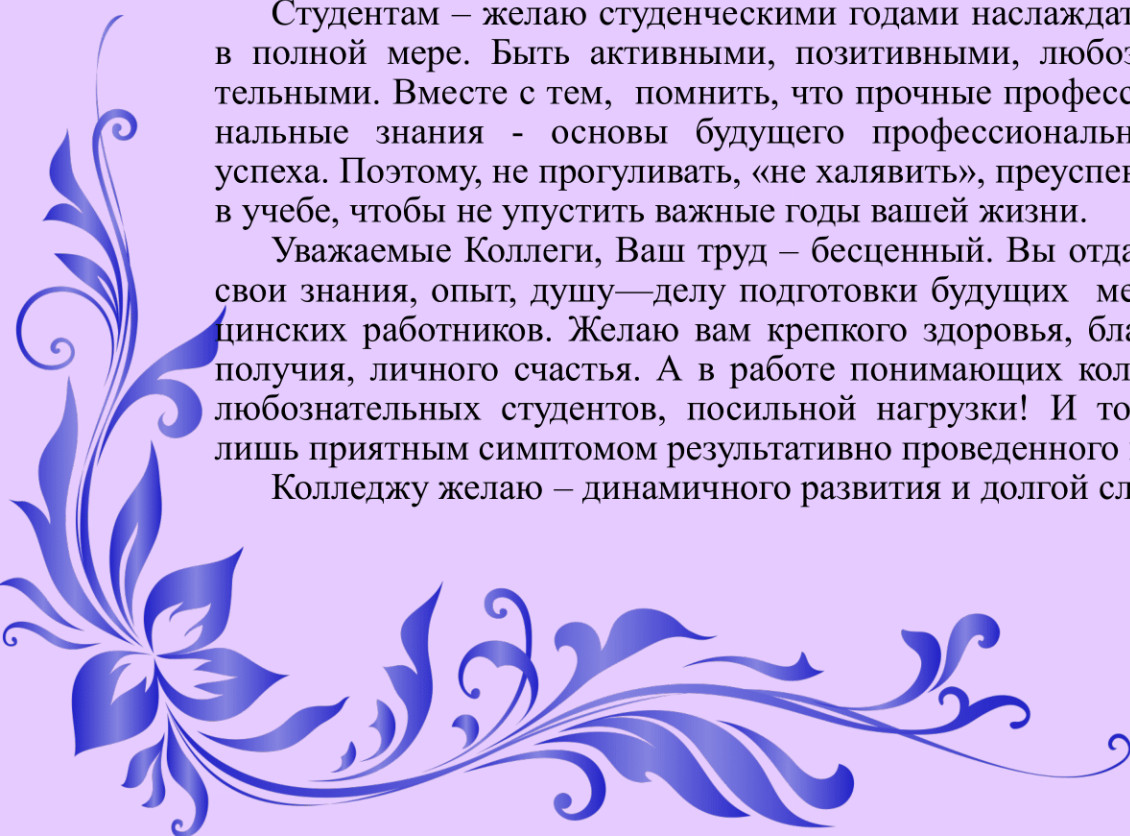 Студентам – желаю студенческими годами наслаждат
в полной мере. Быть активными, позитивными, любоз
тельными. Вместе с тем, помнить, что прочные професс
нальные знания - основы будущего профессиональн
успеха. Поэтому, не прогуливать, «не халявить», преуспев
в учебе, чтобы не упустить важные годы вашей жизни.
Уважаемые Коллеги, Ваш труд – бесценный. Вы отда
свои знания, опыт, душу—делу подготовки будущих ме
цинских работников. Желаю вам крепкого здоровья, бла
получия, личного счастья. А в работе понимающих кол
любознательных студентов, посильной нагрузки! И то
лишь приятным симптомом результативно проведенного
Колледжу желаю – динамичного развития и долгой сл